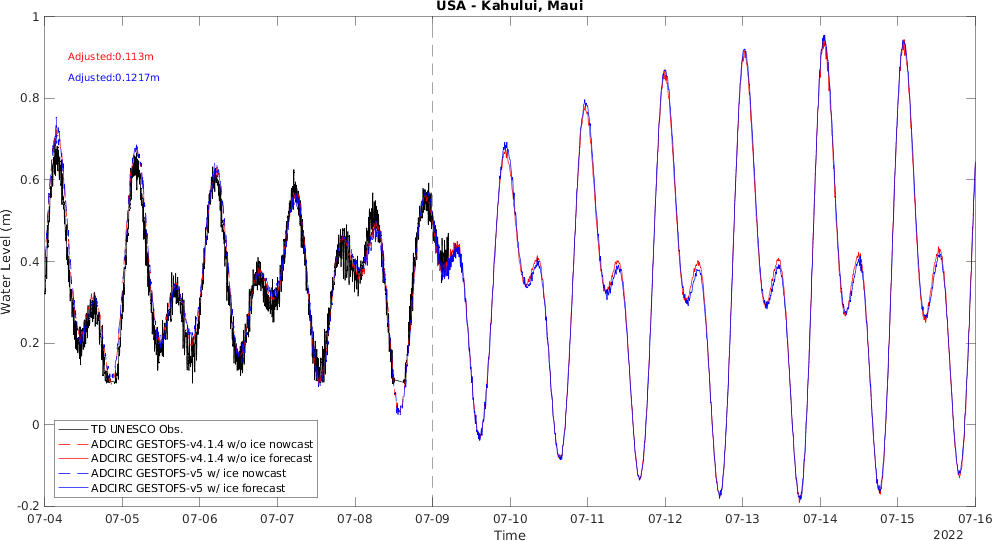 USA - Kahului, Maui
Adjusted:0.113m
Adjusted:0.1217m
Water Level (m)
1
0.8
0.6
0.4
0.2
0
-0.2
TD UNESCO Obs.
ADCIRC GESTOFS-v4.1.4 w/o ice nowcast
ADCIRC GESTOFS-v4.1.4 w/o ice forecast
ADCIRC GESTOFS-v5 w/ ice nowcast
ADCIRC GESTOFS-v5 w/ ice forecast
07-04 07-05 07-06 07-07 07-08 07-09 07-10 07-11 07-12 07-13 07-14 07-15 07-16
Time
2022